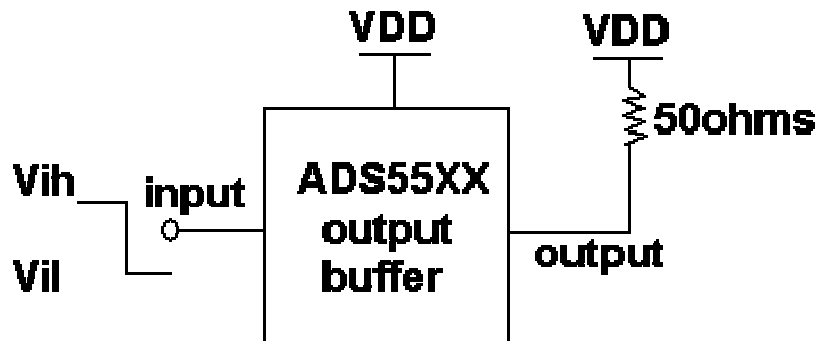 VDD
VDD
50ohms
Vih
input
ADS55XX
output
buffer
output
Vil